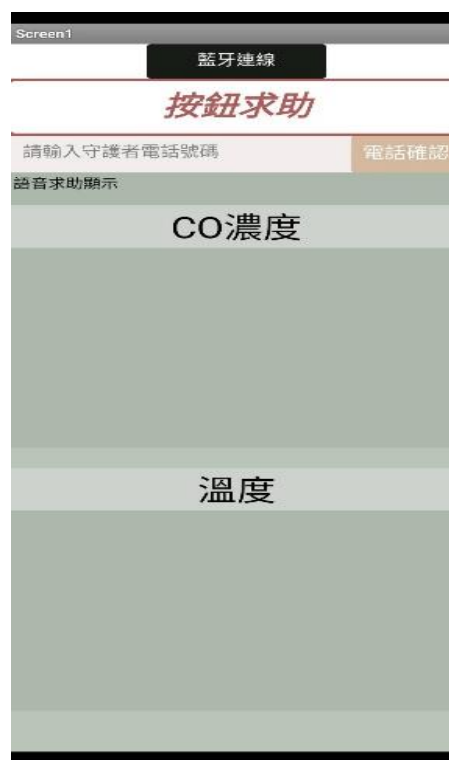 Screen1
藍牙連線
按鈕求助
請輸入守護者電話號碼 電話確認
語音求助顯示
CO濃度
溫度